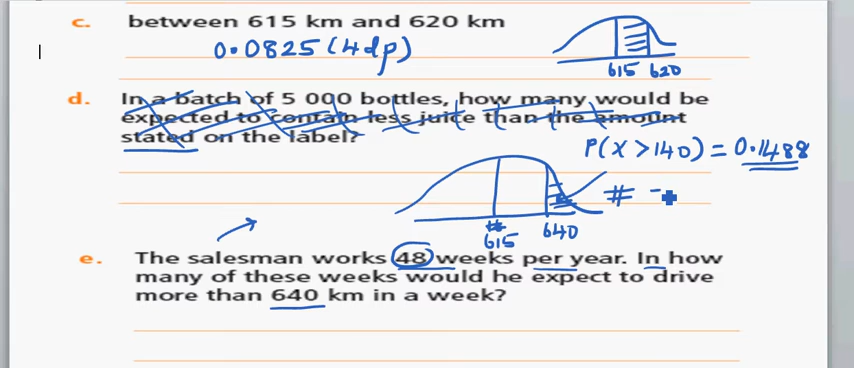 c. between 615 km and 620 km
0.0825 (4dp)
615 620
d. In a batch of 5 000 bottles, how many would be
expected to contain less juice than the amount
stated on the label?
P(X > 140) = 0.1488
# =
615 640
e. The salesman works 48 weeks per year. In how
many of these weeks would he expect to drive
more than 640 km in a week?